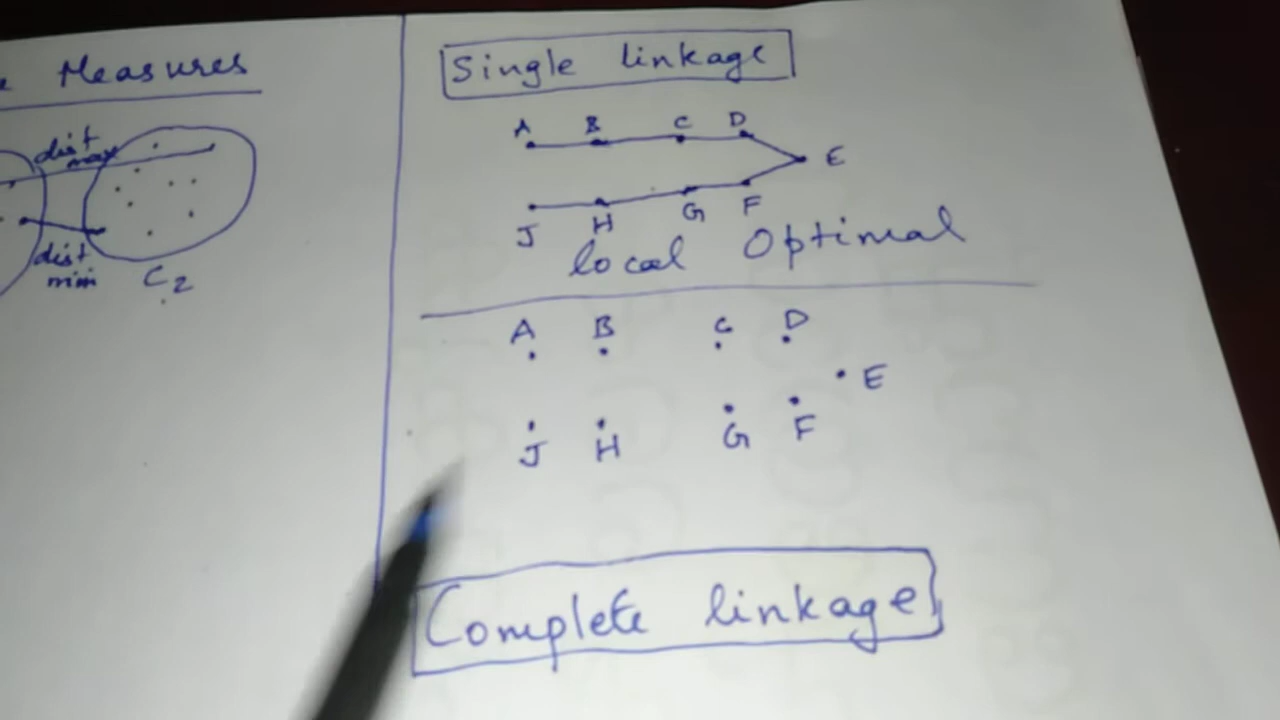 Measures
dist
max
dist
min
C2
Single linkage
A B C D
E
J H G F
local Optimal
A B C D
E
J H G F
Complete linkage